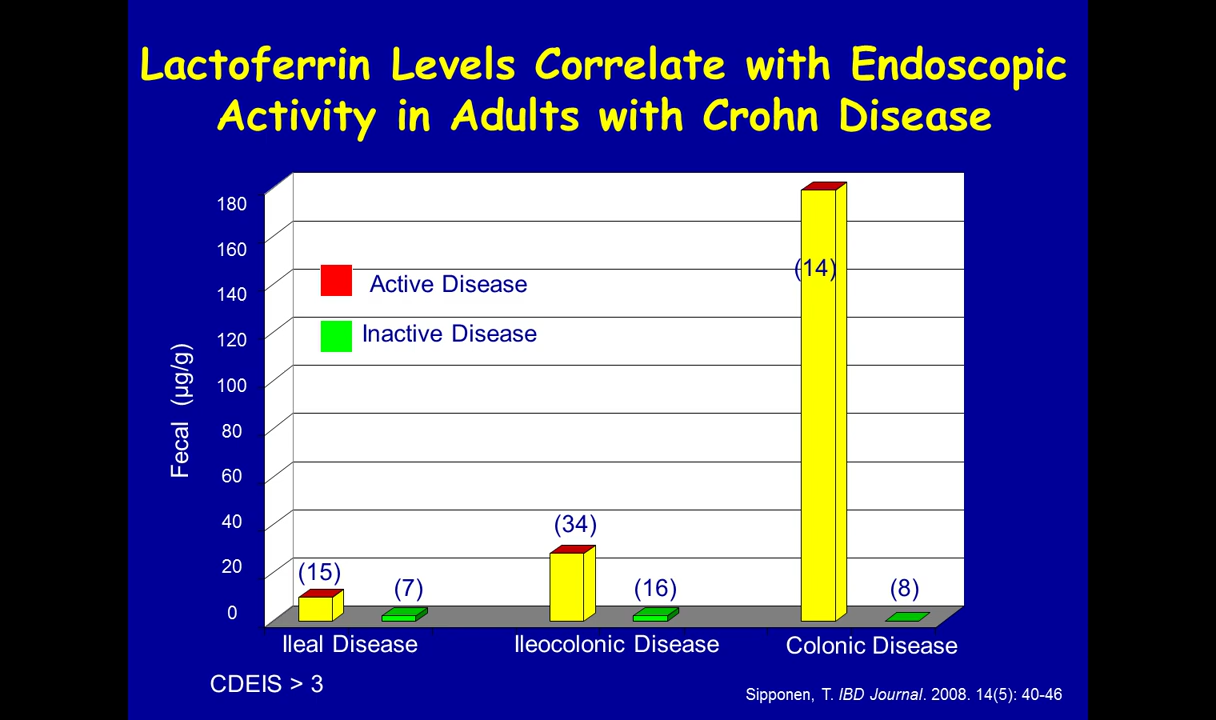 Lactoferrin Levels Correlate with Endoscopic
Activity in Adults with Crohn Disease
180
160
140
120
100
80
60
40
20
0
Fecal (µg/g)
Active Disease
Inactive Disease
(15)
(7)
(34)
(16)
(14)
(8)
Ileal Disease
Ileocolonic Disease
Colonic Disease
CDEIS > 3
Sipponen, T. IBD Journal. 2008. 14(5): 40-46